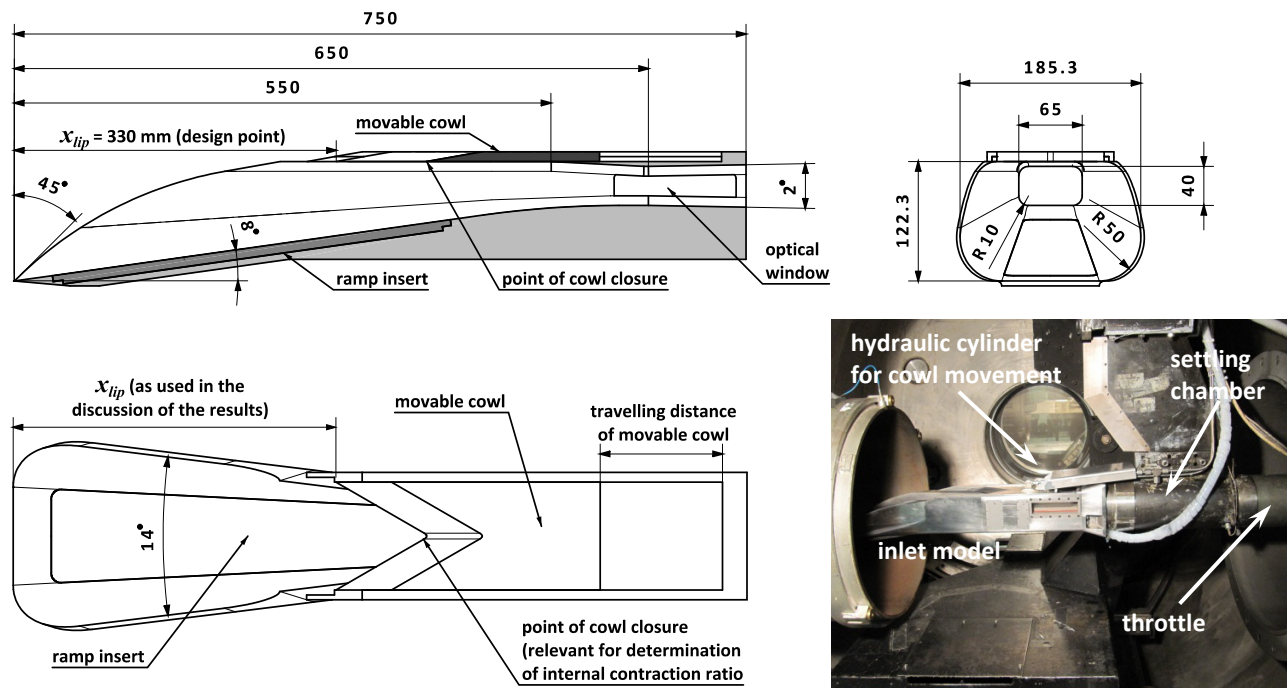 750
650
550
x_lip = 330 mm (design point)
movable cowl
45°
8°
2°
ramp insert
point of cowl closure
optical
window
185.3
65
122.3
40
R10
R50
x_lip (as used in the
discussion of the results)
movable cowl
travelling distance
of movable cowl
14°
ramp insert
point of cowl closure
(relevant for determination
of internal contraction ratio
hydraulic cylinder
for cowl movement
settling
chamber
inlet model
throttle